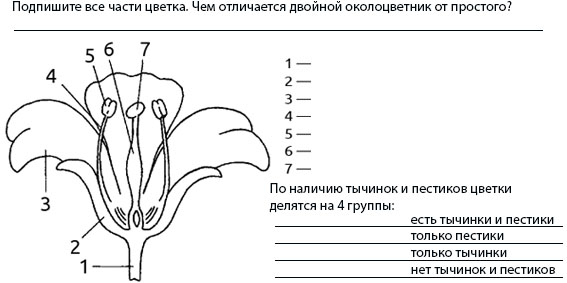 Подпишите все части цветка. Чем отличается двойной околоцветник от простого?
6 7
5
4
3
2
1
1 —
2 —
3 —
4 —
5 —
6 —
7 —
По наличию тычинок и пестиков цветки
делятся на 4 группы:
есть тычинки и пестики
только пестики
только тычинки
нет тычинок и пестиков